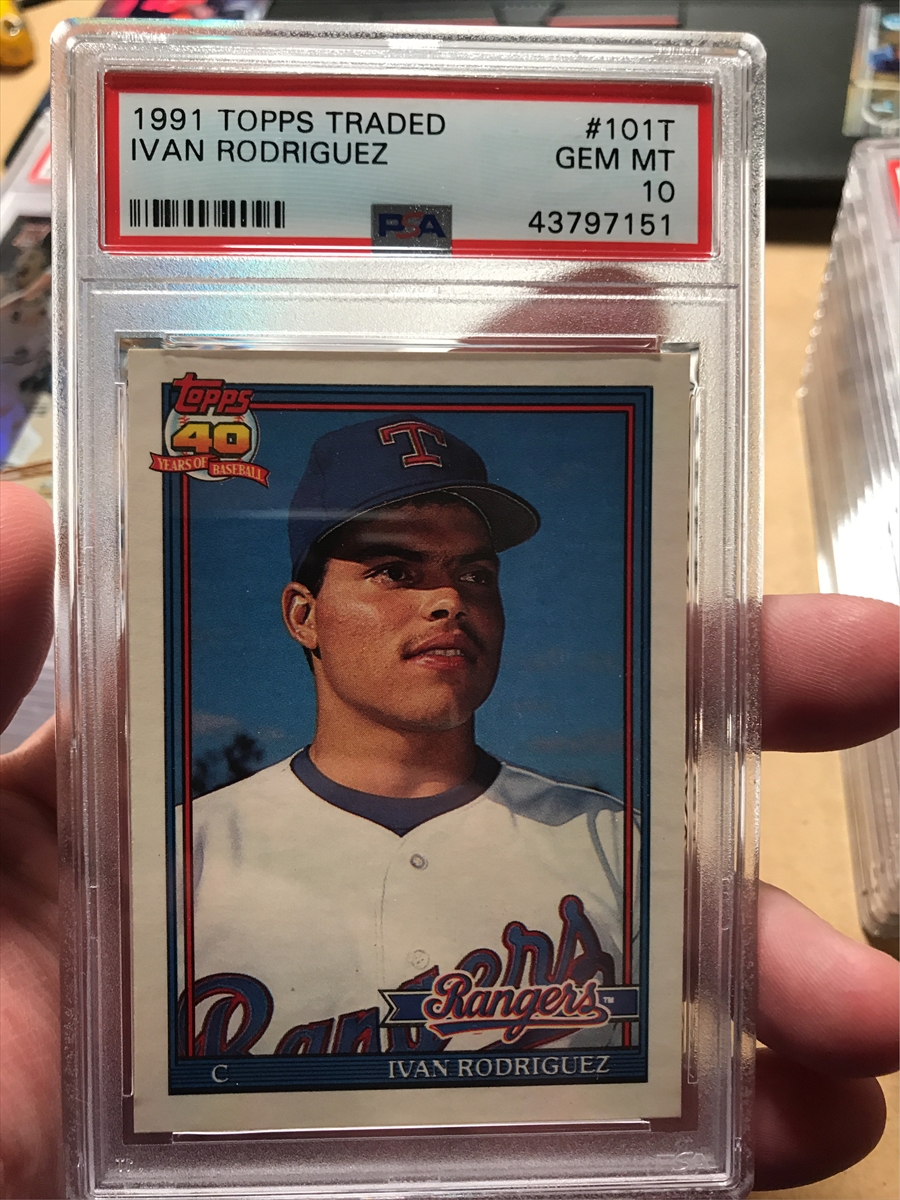 1991 TOPPS TRADED #101T
IVAN RODRIGUEZ GEM MT
10
PSA 43797151
TOPPS
40
YEARS OF BASEBALL
T
Rangers
Rangers™
C IVAN RODRIGUEZ